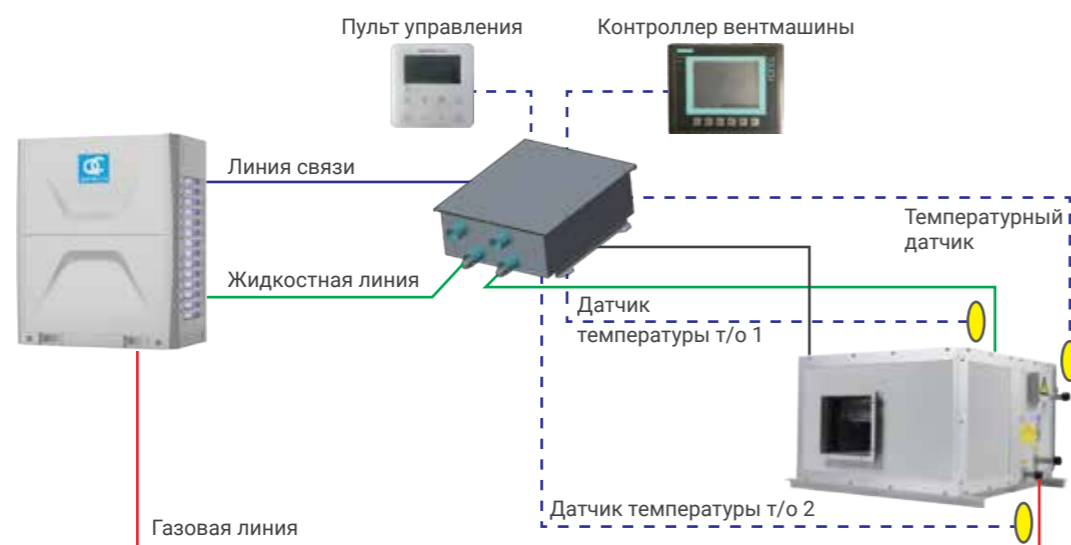 Пульт управления
Контроллер вентмашины
Линия связи
Температурный
датчик
Жидкостная линия
Датчик
температуры т/о 1
Датчик температуры т/о 2
Газовая линия